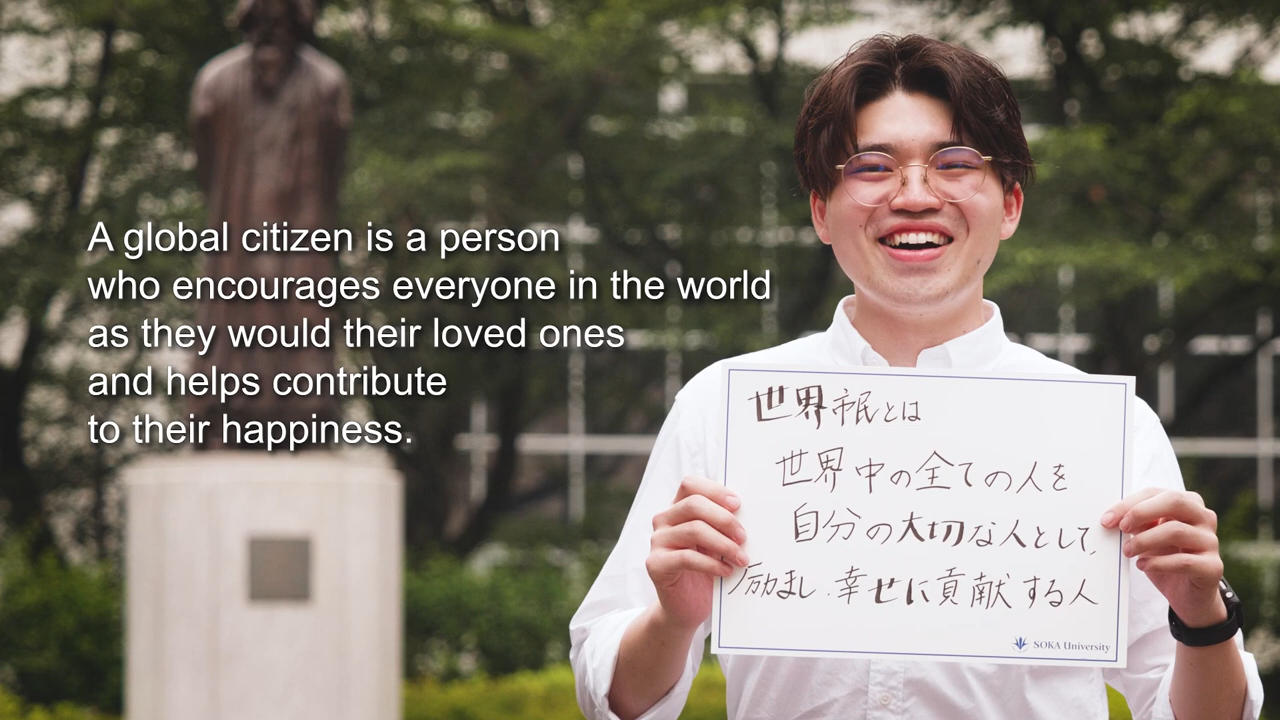 A global citizen is a person
who encourages everyone in the world
as they would their loved ones
and helps contribute
to their happiness.
世界市民とは
世界中の全ての人を
自分の大切な人として、
励まし、幸せに貢献する人
SOKA University